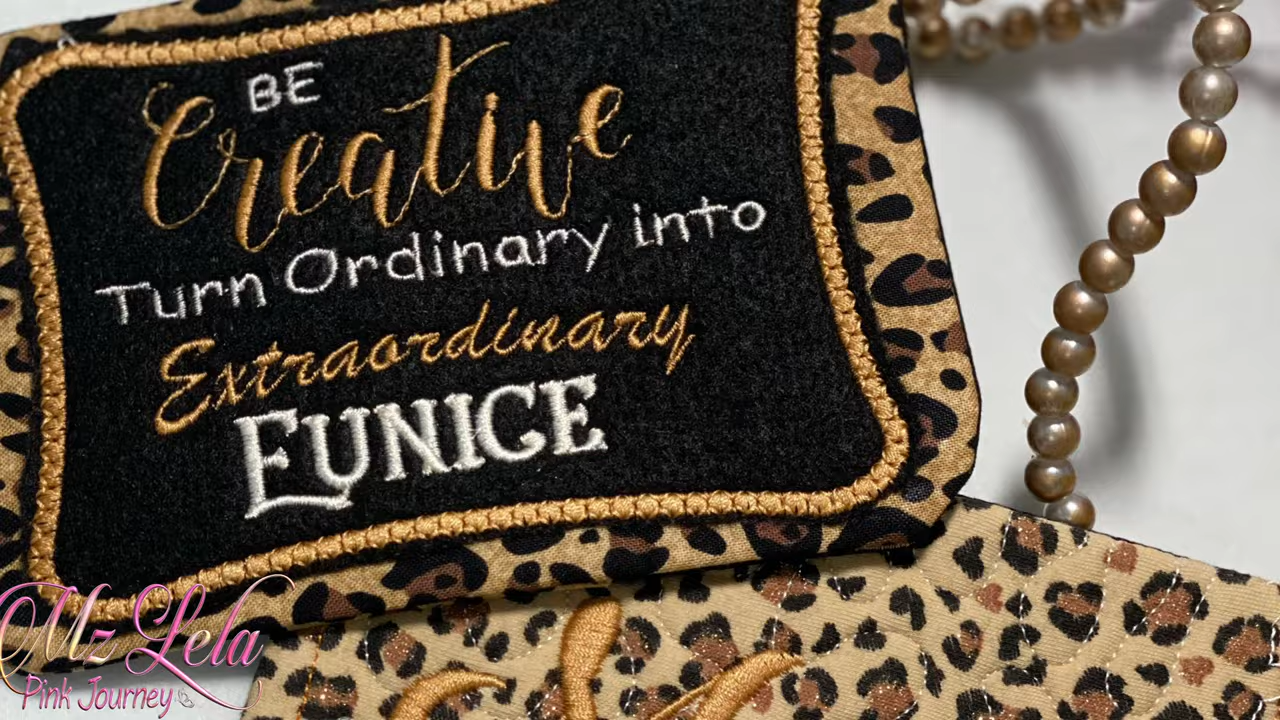 BE
Creative
Turn Ordinary into
Extraordinary
EUNICE
Mz Lela
Pink Journey